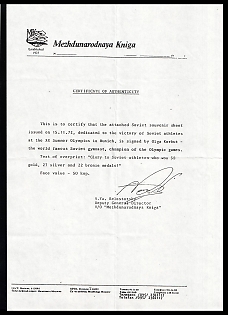 MK
Established
1923
Mezhdunarodnaya Kniga
CERTIFICATE OF AUTHENTICITY
This is to certify that the attached Soviet souvenir sheet
issued on 15.11.72, dedicated to the victory of Soviet athletes
at the XX Summer Olympics in Munich, is signed by Olga Korbut -
the world famous Soviet gymnast, champion of the Olympic games.
Text of overprint: "Glory to Soviet athletes who won 50
gold, 27 silver and 22 bronze medals!"
Face value - 50 kop.
Deputy General Director
V/O "Mezhdunarodnaya Kniga"